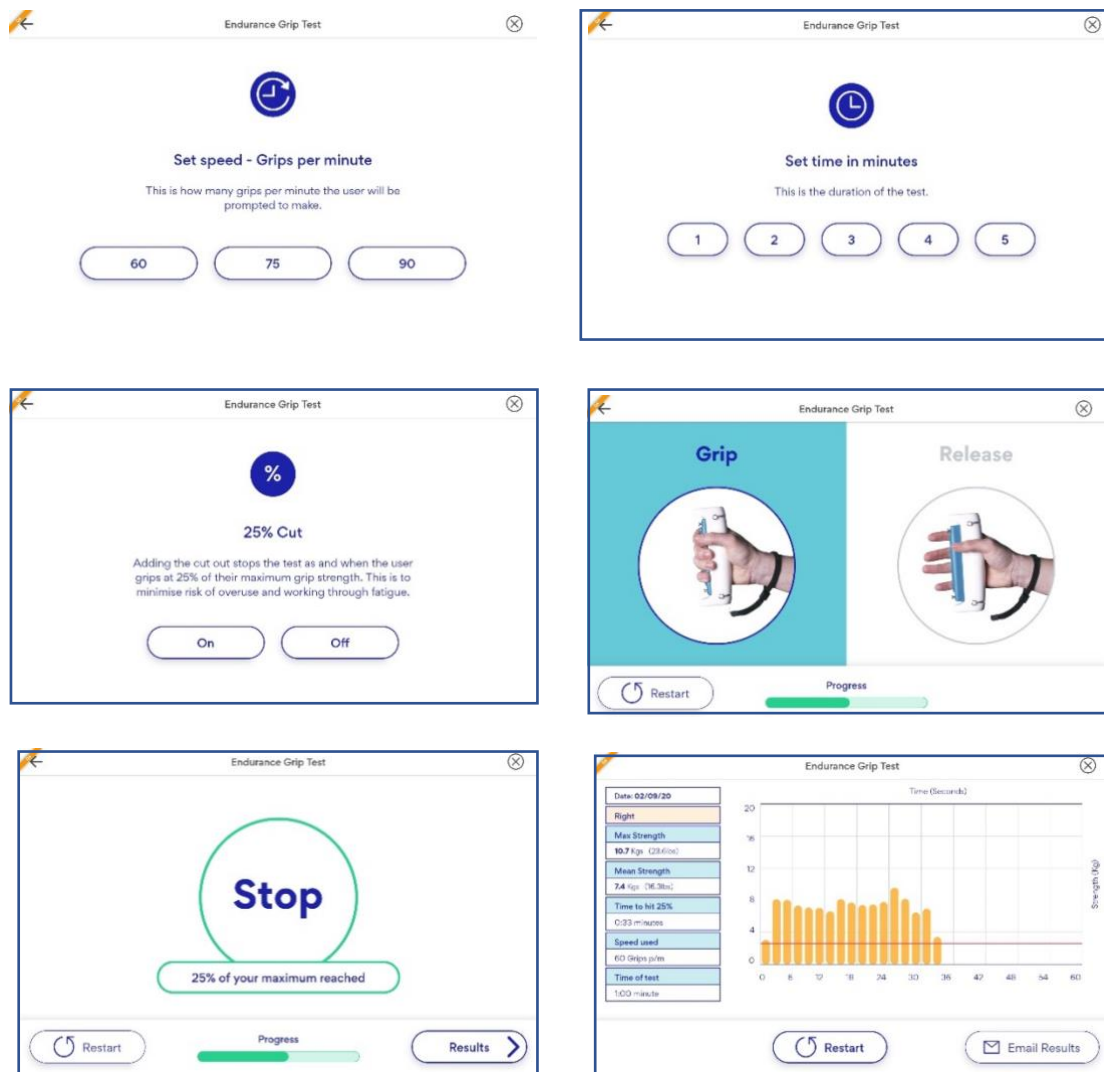 Endurance Grip Test
Set speed - Grips per minute
This is how many grips per minute the user will be
prompted to make.
60
75
90
Endurance Grip Test
Set time in minutes
This is the duration of the test.
1
2
3
4
5
Endurance Grip Test
%
25% Cut
Adding the cut out stops the test as and when the user
grips at 25% of their maximum grip strength. This is to
minimise risk of overuse and working through fatigue.
On
Off
Endurance Grip Test
Grip
Release
Restart
Progress
Endurance Grip Test
Stop
25% of your maximum reached
Restart
Progress
Results
Endurance Grip Test
Date: 02/09/20
Right
Max Strength
10.7 Kgs (23.6lbs)
Mean Strength
7.4 Kgs (16.3lbs)
Time to hit 25%
0:33 minutes
Speed used
60 Grips p/m
Time of test
1:00 minute
Time (Seconds)
20
16
12
8
4
0
0 6 12 18 24 30 36 42 48 54 60
Strength (Kg)
Restart
Email Results